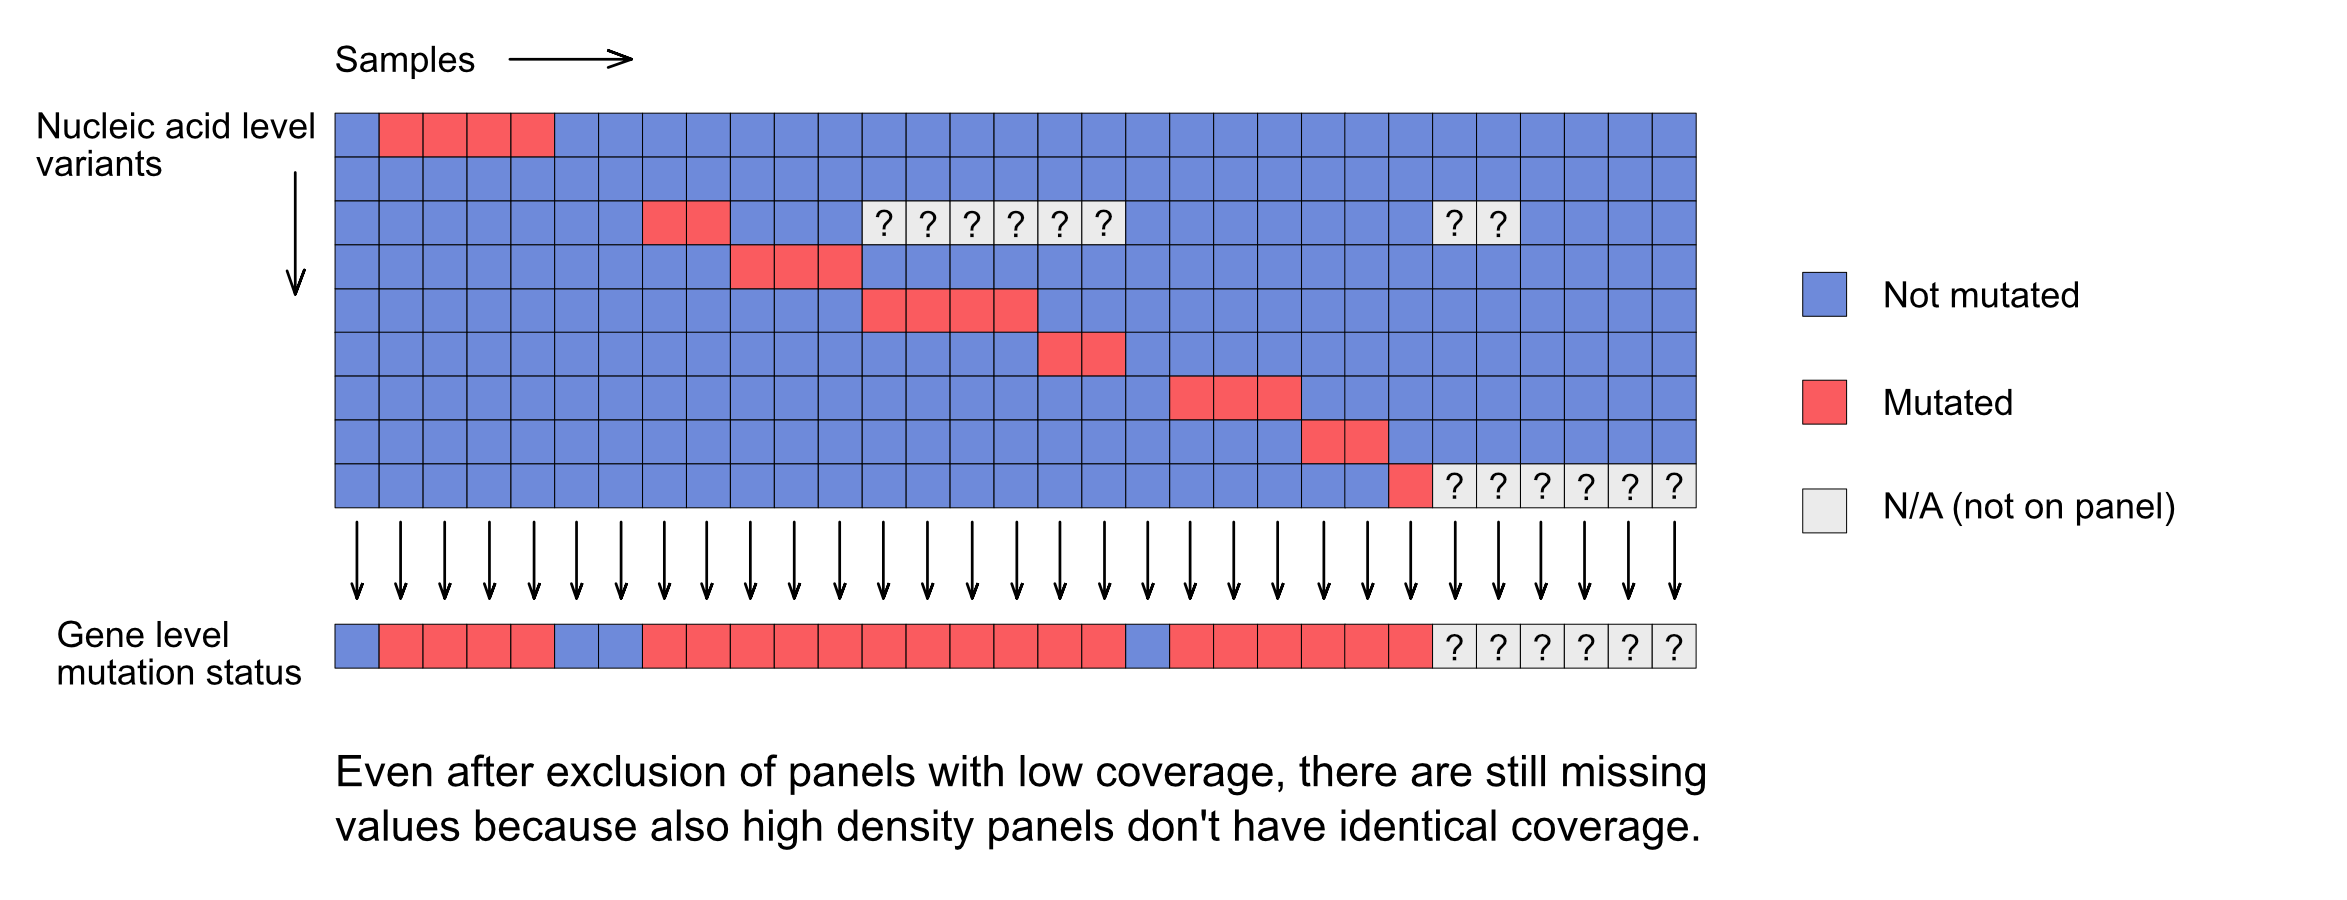 Samples
Nucleic acid level
variants
? ? ? ? ? ? ? ?
Not mutated
Mutated
? ? ? ? ? ?
N/A (not on panel)
Gene level
mutation status
? ? ? ? ? ?
Even after exclusion of panels with low coverage, there are still missing
values because also high density panels don't have identical coverage.